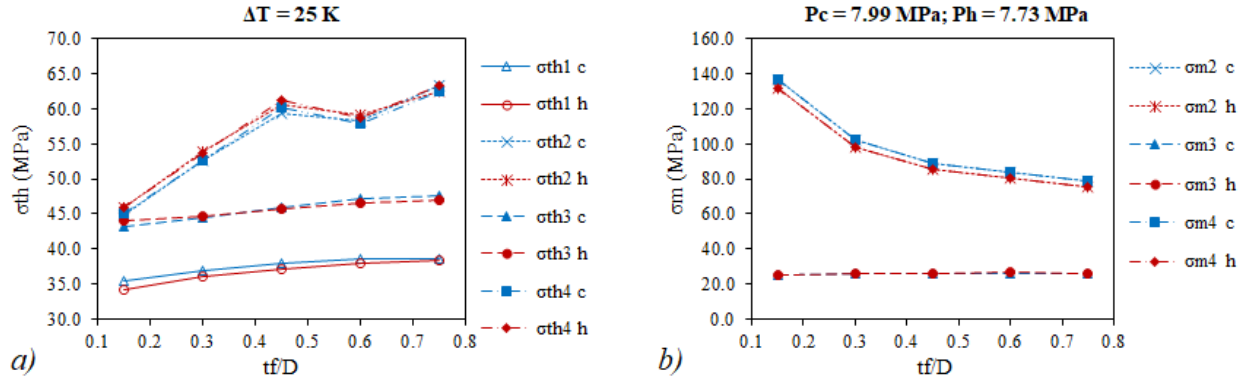 ΔT = 25 K
70.0
65.0
60.0
55.0
50.0
45.0
40.0
35.0
30.0
σth (MPa)
0.1 0.2 0.3 0.4 0.5 0.6 0.7 0.8
tf/D
σth1 c
σth1 h
σth2 c
σth2 h
σth3 c
σth3 h
σth4 c
σth4 h
a)
Pc = 7.99 MPa; Ph = 7.73 MPa
160.0
140.0
120.0
100.0
80.0
60.0
40.0
20.0
0.0
σm (MPa)
0.1 0.2 0.3 0.4 0.5 0.6 0.7 0.8
tf/D
σm2 c
σm2 h
σm3 c
σm3 h
σm4 c
σm4 h
b)